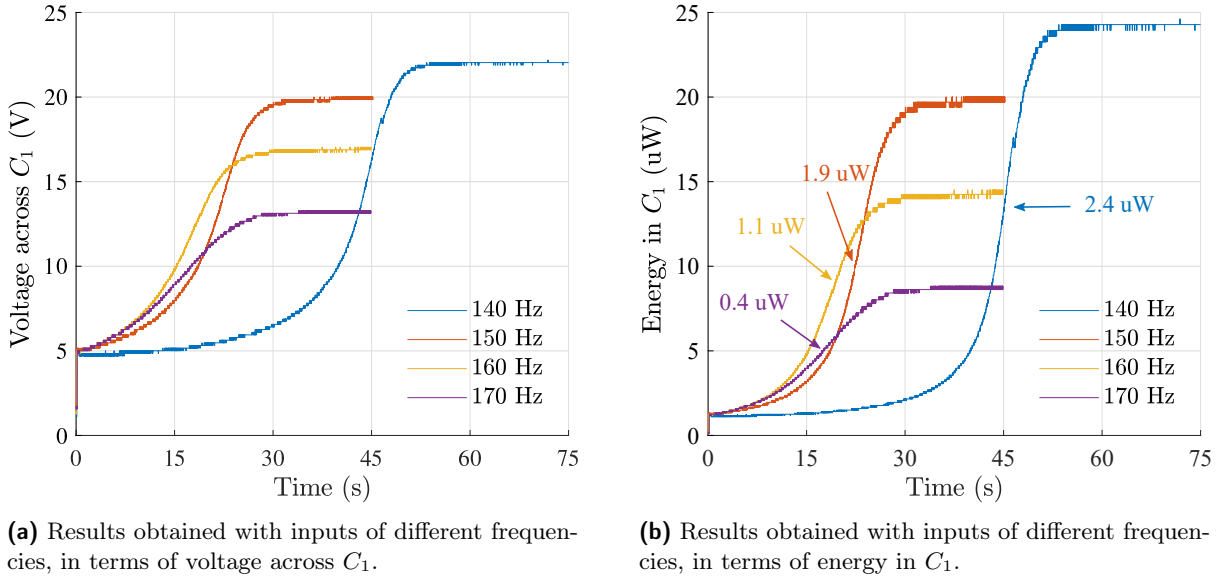 25
20
15
10
5
0
Voltage across C₁ (V)
140 Hz
150 Hz
160 Hz
170 Hz
0 15 30 45 60 75
Time (s)
25
20
15
10
5
0
Energy in C₁ (uW)
1.9 uW
1.1 uW
2.4 uW
0.4 uW
140 Hz
150 Hz
160 Hz
170 Hz
0 15 30 45 60 75
Time (s)
(a) Results obtained with inputs of different frequen-
cies, in terms of voltage across C₁.
(b) Results obtained with inputs of different frequen-
cies, in terms of energy in C₁.